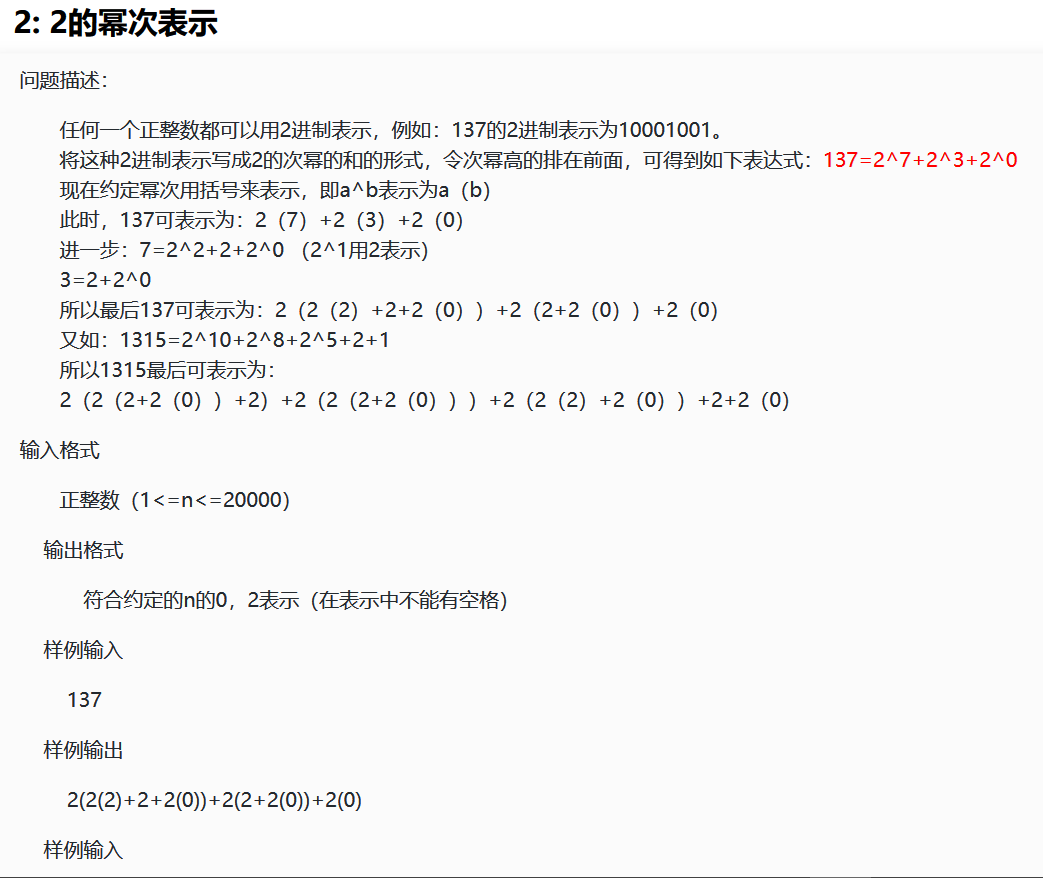 2: 2的幂次表示
问题描述：
任何一个正整数都可以用2进制表示，例如：137的2进制表示为10001001。
将这种2进制表示写成2的次幂的和的形式，令次幂高的排在前面，可得到如下表达式：137=2^7+2^3+2^0
现在约定幂次用括号来表示，即a^b表示为a（b）
此时，137可表示为：2（7）+2（3）+2（0）
进一步：7=2^2+2+2^0 （2^1用2表示）
3=2+2^0
所以最后137可表示为：2（2（2）+2+2（0））+2（2+2（0））+2（0）
又如：1315=2^10+2^8+2^5+2+1
所以1315最后可表示为：
2（2（2+2（0））+2）+2（2（2+2（0）））+2（2（2）+2（0））+2+2（0）
输入格式
正整数（1<=n<=20000）
输出格式
符合约定的n的0，2表示（在表示中不能有空格）
样例输入
137
样例输出
2(2(2)+2+2(0))+2(2+2(0))+2(0)
样例输入